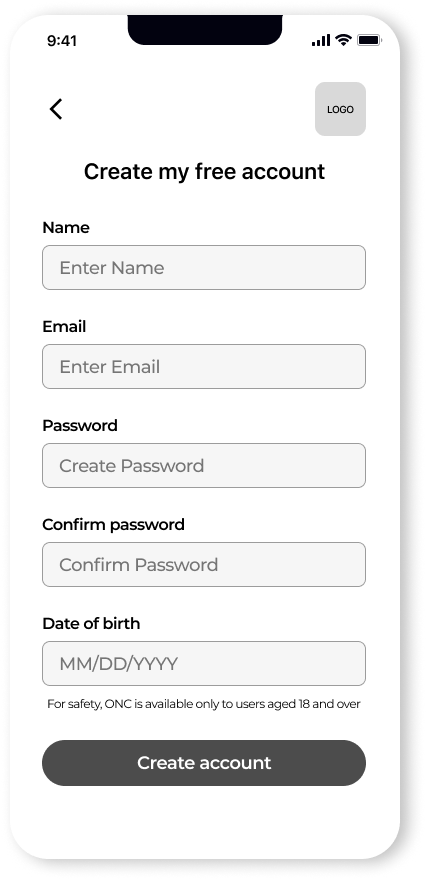 9:41
LOGO
Create my free account
Name
Enter Name
Email
Enter Email
Password
Create Password
Confirm password
Confirm Password
Date of birth
MM/DD/YYYY
For safety, ONC is available only to users aged 18 and over
Create account